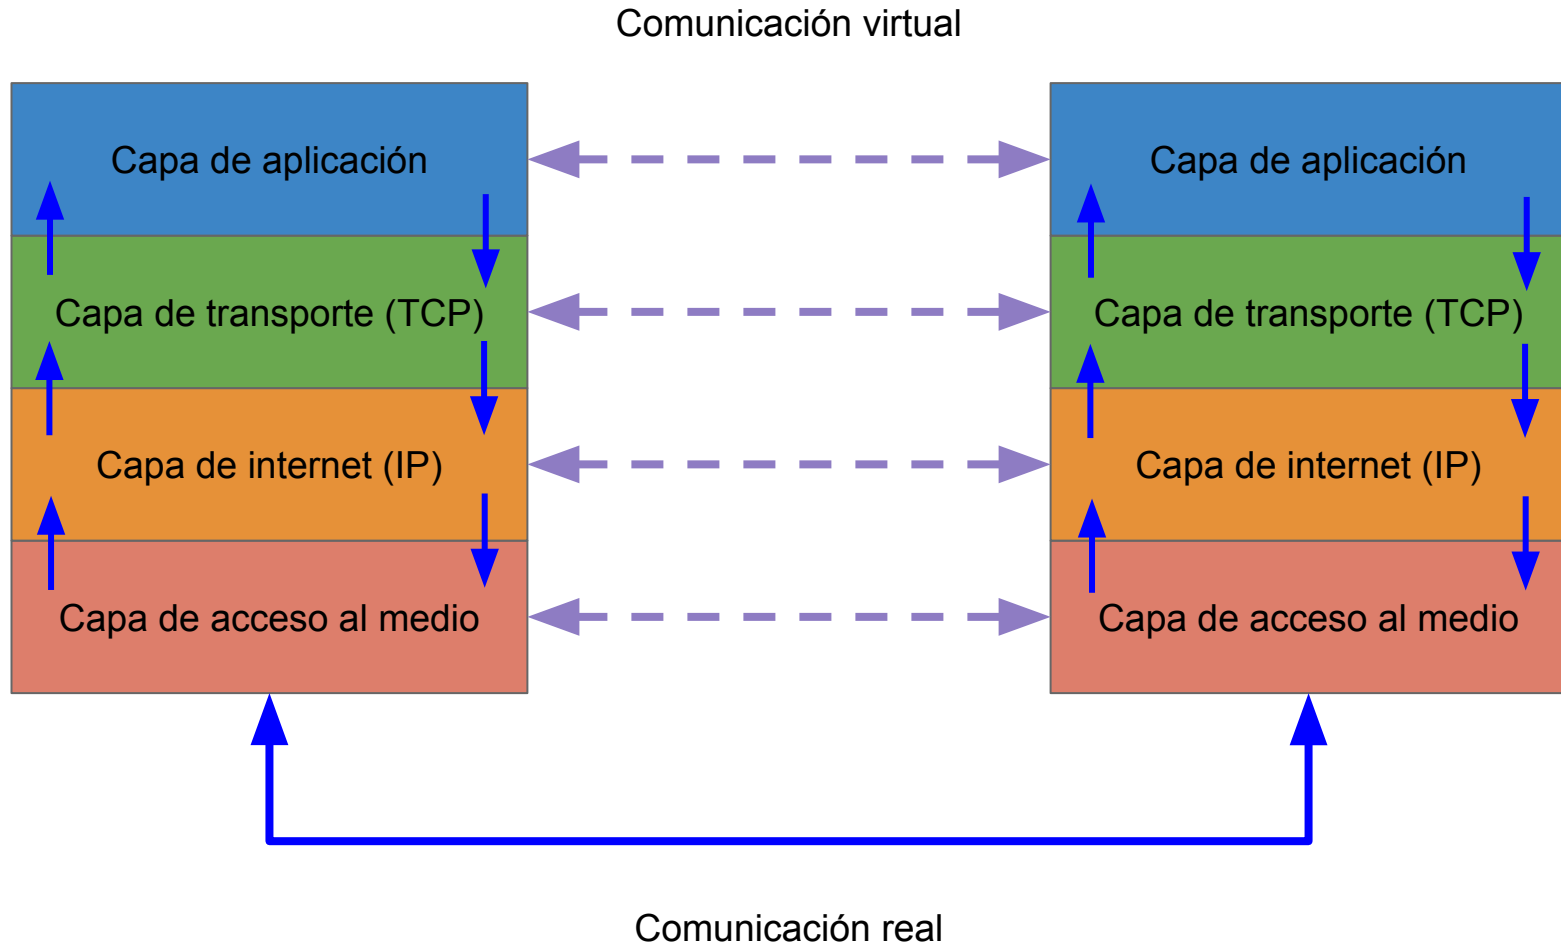 Comunicación virtual
Capa de aplicación
Capa de transporte (TCP)
Capa de internet (IP)
Capa de acceso al medio
Capa de aplicación
Capa de transporte (TCP)
Capa de internet (IP)
Capa de acceso al medio
Comunicación real